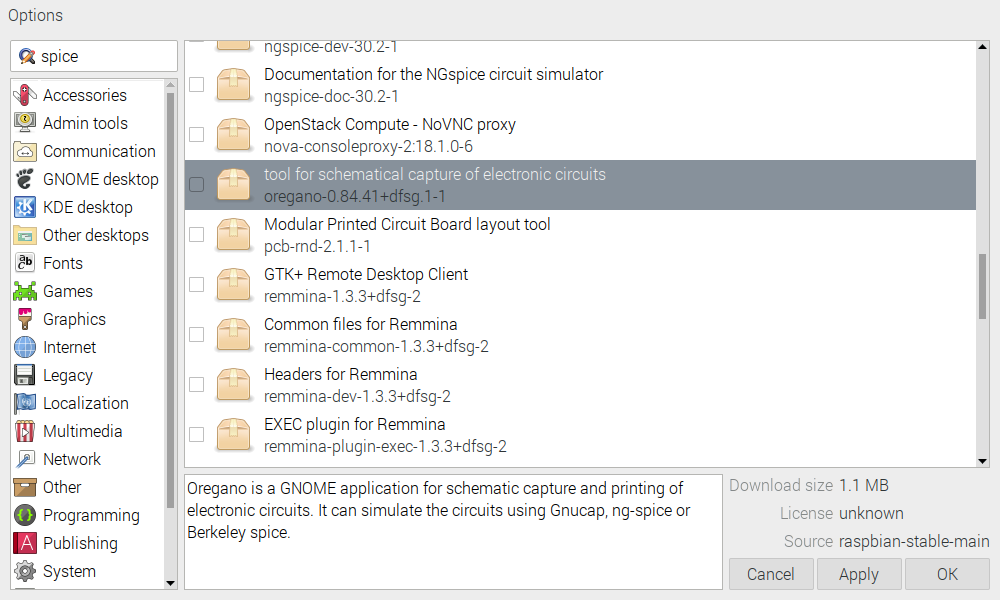 Options
spice
Accessories
Admin tools
Communication
GNOME desktop
KDE desktop
Other desktops
Fonts
Games
Graphics
Internet
Legacy
Localization
Multimedia
Network
Other
Programming
Publishing
System
ngspice-dev-30.2-1
Documentation for the NGspice circuit simulator
ngspice-doc-30.2-1
OpenStack Compute - NoVNC proxy
nova-consoleproxy-2:18.1.0-6
tool for schematical capture of electronic circuits
oregano-0.84.41+dfsg.1-1
Modular Printed Circuit Board layout tool
pcb-rnd-2.1.1-1
GTK+ Remote Desktop Client
remmina-1.3.3+dfsg-2
Common files for Remmina
remmina-common-1.3.3+dfsg-2
Headers for Remmina
remmina-dev-1.3.3+dfsg-2
EXEC plugin for Remmina
remmina-plugin-exec-1.3.3+dfsg-2
Oregano is a GNOME application for schematic capture and printing of
electronic circuits. It can simulate the circuits using Gnucap, ng-spice or
Berkeley spice.
Download size 1.1 MB
License unknown
Source raspbian-stable-main
Cancel Apply OK